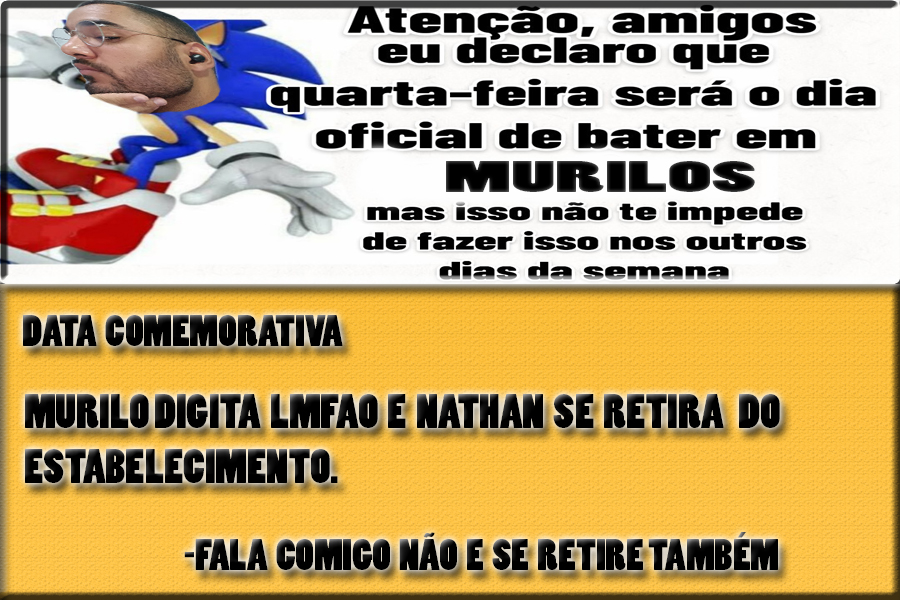 Atenção, amigos
eu declaro que
quarta-feira será o dia
oficial de bater em
MURILOS
mas isso não te impede
de fazer isso nos outros
dias da semana
DATA COMEMORATIVA
MURILO DIGITA LMFAO E NATHAN SE RETIRA DO
ESTABELECIMENTO.
-FALA COMIGO NÃO E SE RETIRE TAMBÉM